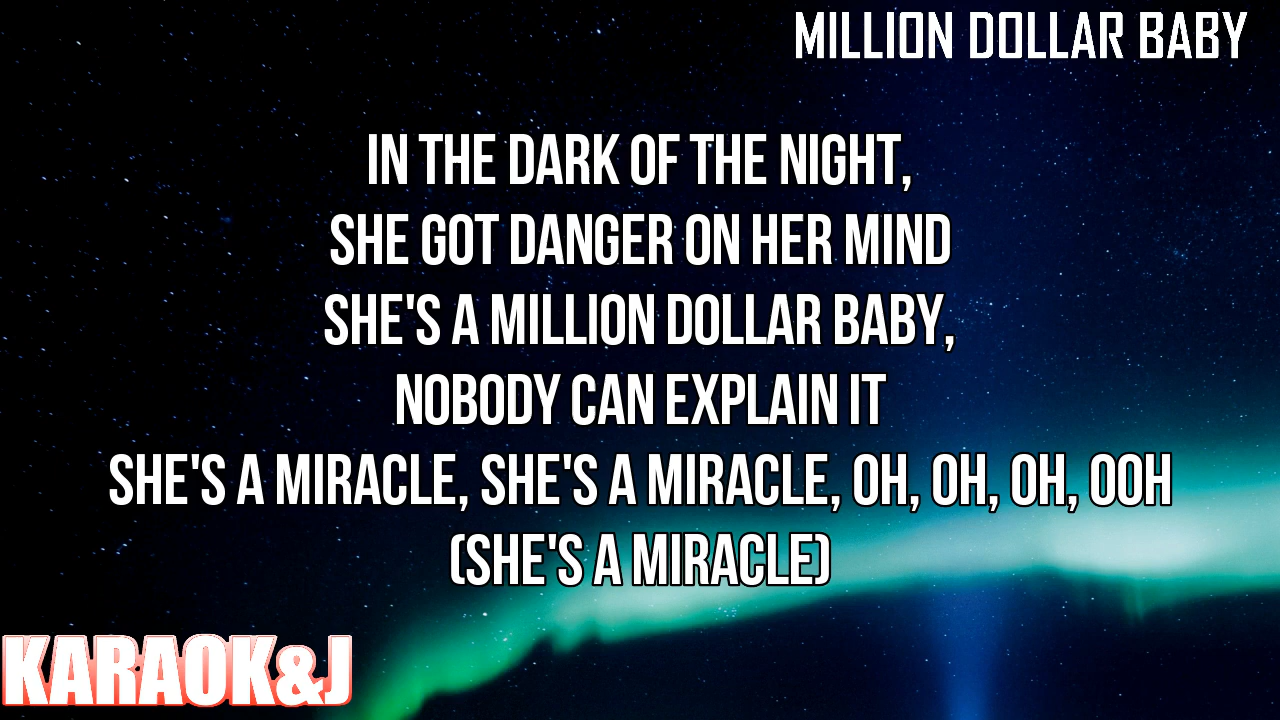 MILLION DOLLAR BABY
IN THE DARK OF THE NIGHT,
SHE GOT DANGER ON HER MIND
SHE'S A MILLION DOLLAR BABY,
NOBODY CAN EXPLAIN IT
SHE'S A MIRACLE, SHE'S A MIRACLE, OH, OH, OH, OOH
(SHE'S A MIRACLE)
KARAOK&J